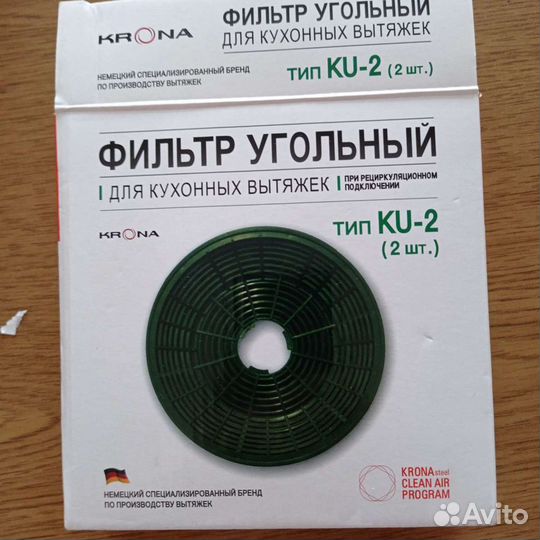 KRONA
ФИЛЬТР УГОЛЬНЫЙ
ДЛЯ КУХОННЫХ ВЫТЯЖЕК
НЕМЕЦКИЙ СПЕЦИАЛИЗИРОВАННЫЙ БРЕНД
ПО ПРОИЗВОДСТВУ ВЫТЯЖЕК
ТИП KU-2 (2 шт.)
ФИЛЬТР УГОЛЬНЫЙ
ДЛЯ КУХОННЫХ ВЫТЯЖЕК
ПРИ РЕЦИРКУЛЯЦИОННОМ
ПОДКЛЮЧЕНИИ
KRONA
ТИП KU-2
(2 шт.)
НЕМЕЦКИЙ СПЕЦИАЛИЗИРОВАННЫЙ БРЕНД
ПО ПРОИЗВОДСТВУ ВЫТЯЖЕК
KRONAsteel
CLEAN AIR
PROGRAM
Avito